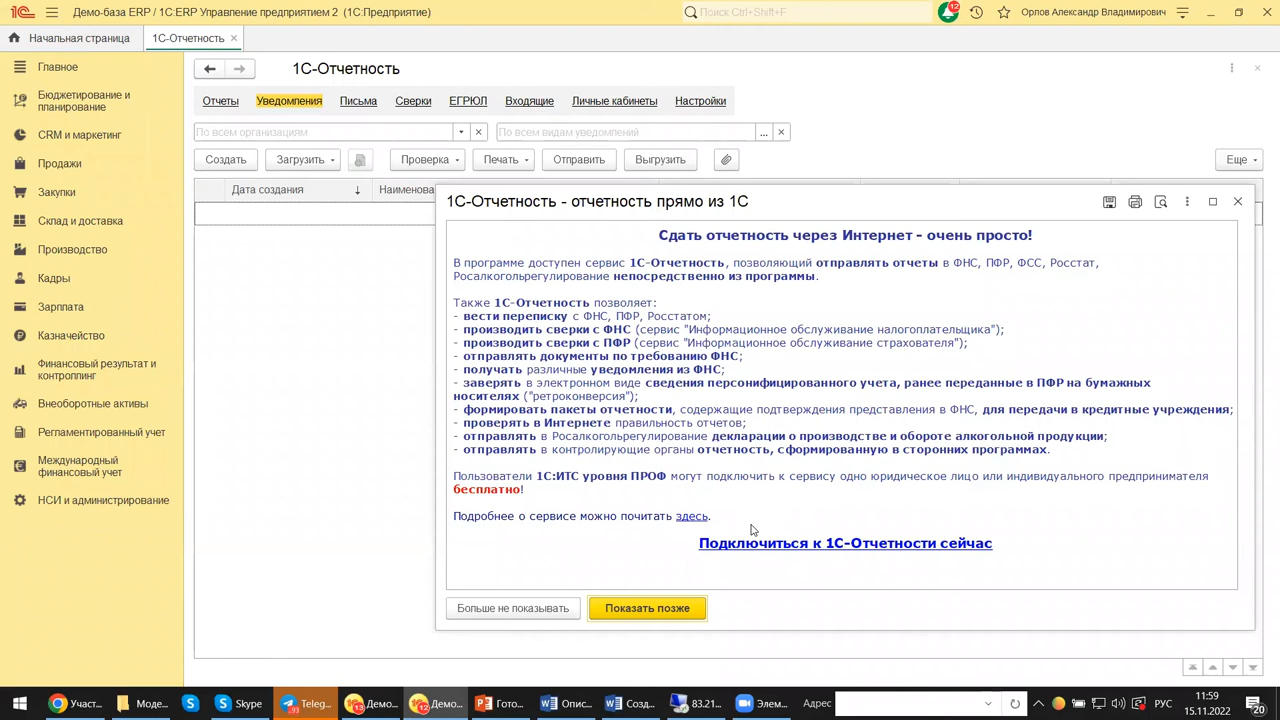 Демо-база ERP / 1С:ERP Управление предприятием 2 (1С:Предприятие)
Поиск Ctrl+Shift+F
12
Орлов Александр Владимирович
Начальная страница
1С-Отчетность
Главное
Бюджетирование и
планирование
CRM и маркетинг
Продажи
Закупки
Склад и доставка
Производство
Кадры
Зарплата
Казначейство
Финансовый результат и
контроллинг
Внеоборотные активы
Регламентированный учет
Международный
финансовый учет
НСИ и администрирование
1С-Отчетность
Отчеты Уведомления Письма Сверки ЕГРЮЛ Входящие Личные кабинеты Настройки
По всем организациям
По всем видам уведомлений
...
Создать Загрузить Проверка Печать Отправить Выгрузить Еще
Дата создания ↓ Наименова
1С-Отчетность - отчетность прямо из 1С
Сдать отчетность через Интернет - очень просто!
В программе доступен сервис 1С-Отчетность, позволяющий отправлять отчеты в ФНС, ПФР, ФСС, Росстат,
Росалкогольрегулирование непосредственно из программы.
Также 1С-Отчетность позволяет:
- вести переписку с ФНС, ПФР, Росстатом;
- производить сверки с ФНС (сервис "Информационное обслуживание налогоплательщика");
- производить сверки с ПФР (сервис "Информационное обслуживание страхователя");
- отправлять документы по требованию ФНС;
- получать различные уведомления из ФНС;
- заверять в электронном виде сведения персонифицированного учета, ранее переданные в ПФР на бумажных
носителях ("ретроконверсия");
- формировать пакеты отчетности, содержащие подтверждения представления в ФНС, для передачи в кредитные учреждения;
- проверять в Интернете правильность отчетов;
- отправлять в Росалкогольрегулирование декларации о производстве и обороте алкогольной продукции;
- отправлять в контролирующие органы отчетность, сформированную в сторонних программах.
Пользователи 1С:ИТС уровня ПРОФ могут подключить к сервису одно юридическое лицо или индивидуального предпринимателя
бесплатно!
Подробнее о сервисе можно почитать здесь.
Подключиться к 1С-Отчетности сейчас
Больше не показывать
Показать позже
Участ...
Моде...
Skype
Teleg...
Демо...
Демо...
Гото...
Опис...
Созд...
83.21...
Элем...
Адрес
11:59
15.11.2022
20